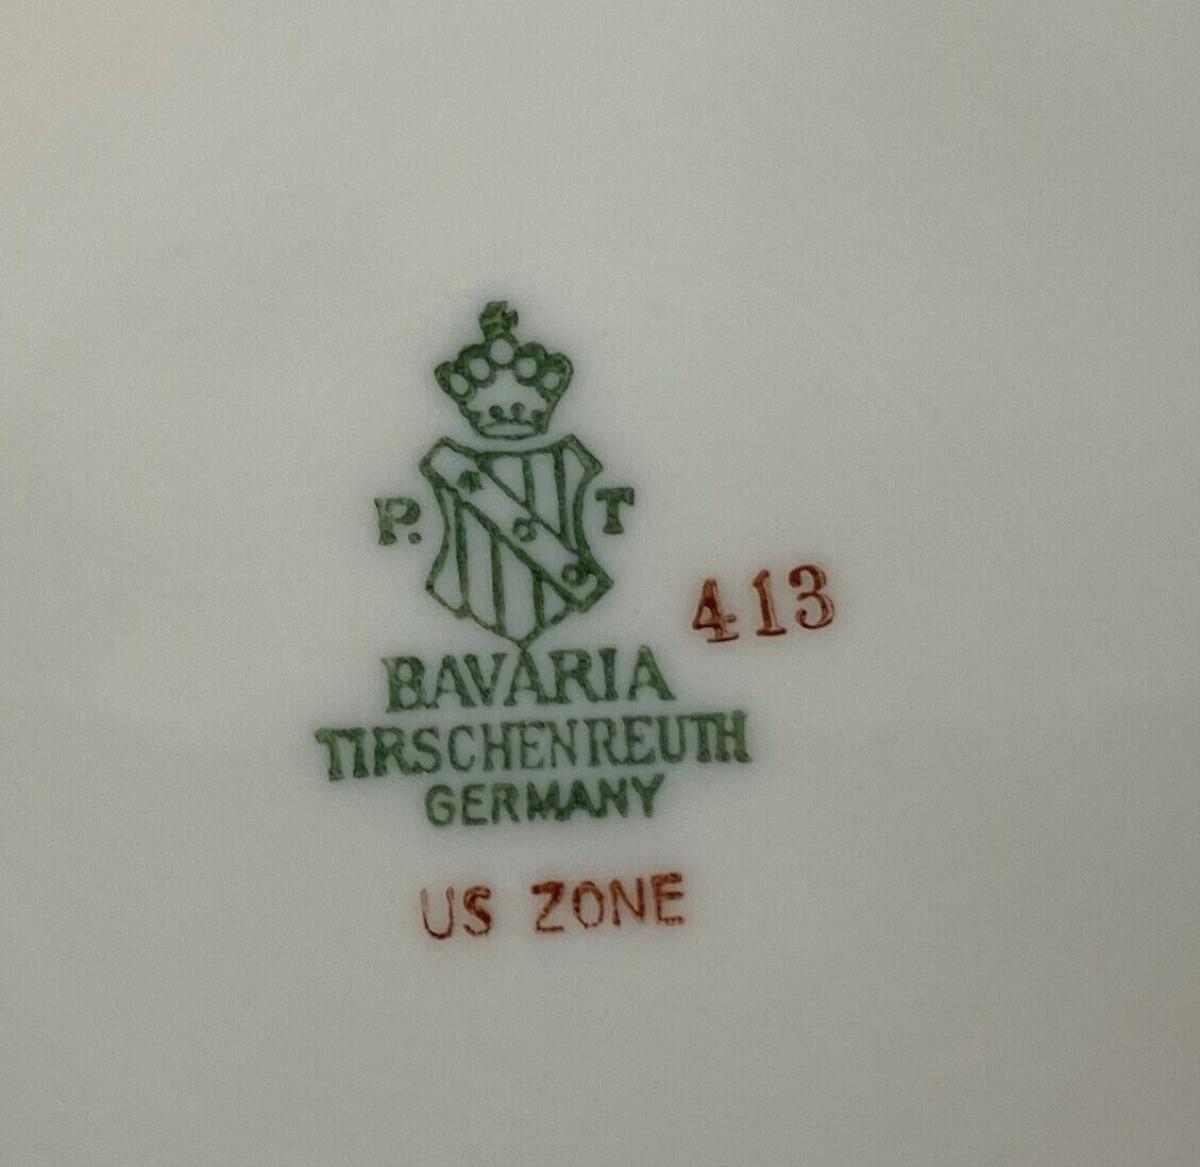 P. T
413
BAVARIA
TIRSCHENREUTH
GERMANY
US ZONE